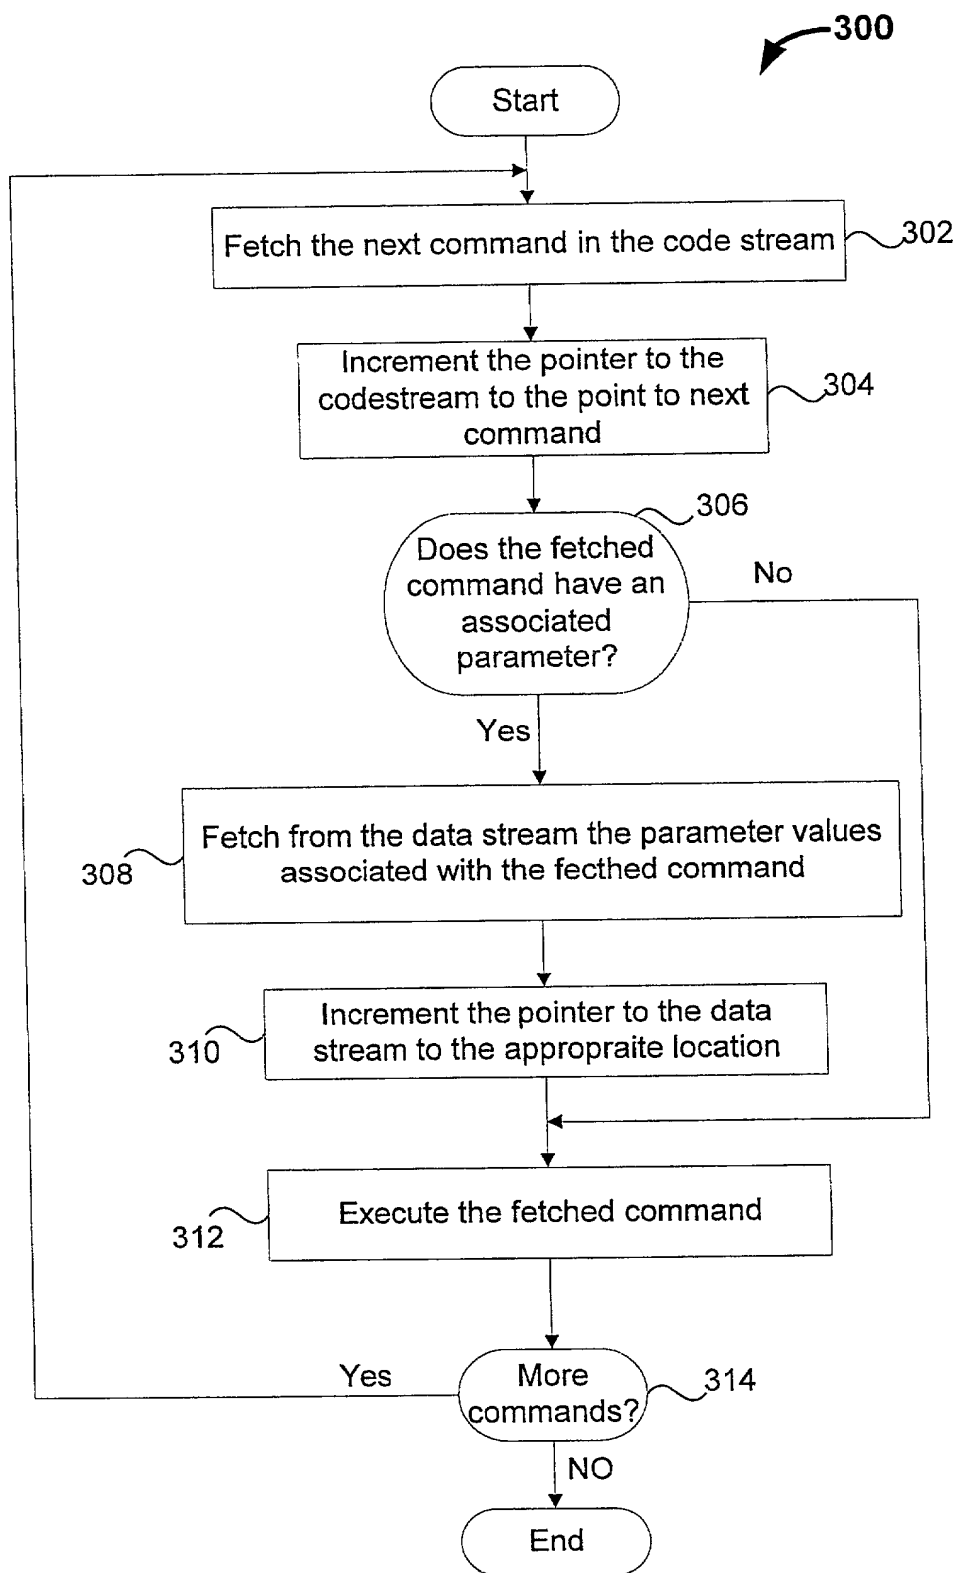 300
Start
Fetch the next command in the code stream
302
Increment the pointer to the
codestream to the point to next
command
304
306
Does the fetched
command have an
associated
parameter?
No
Yes
Fetch from the data stream the parameter values
associated with the fecthed command
308
Increment the pointer to the data
stream to the appropraite location
310
Execute the fetched command
312
Yes
More
commands?
314
NO
End